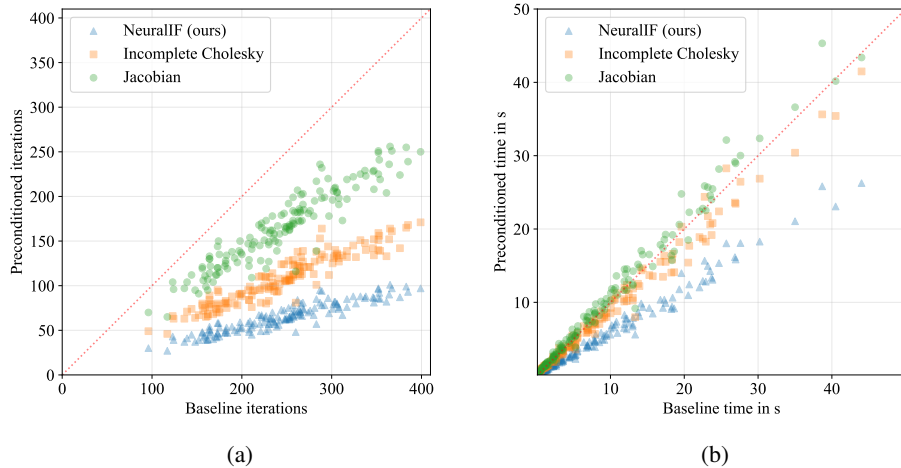 400
350
300
250
200
150
100
50
0
Preconditioned iterations
NeuralIF (ours)
Incomplete Cholesky
Jacobian
0
100
200
300
400
Baseline iterations
(a)
50
40
30
20
10
Preconditioned time in s
NeuralIF (ours)
Incomplete Cholesky
Jacobian
10
20
30
40
Baseline time in s
(b)